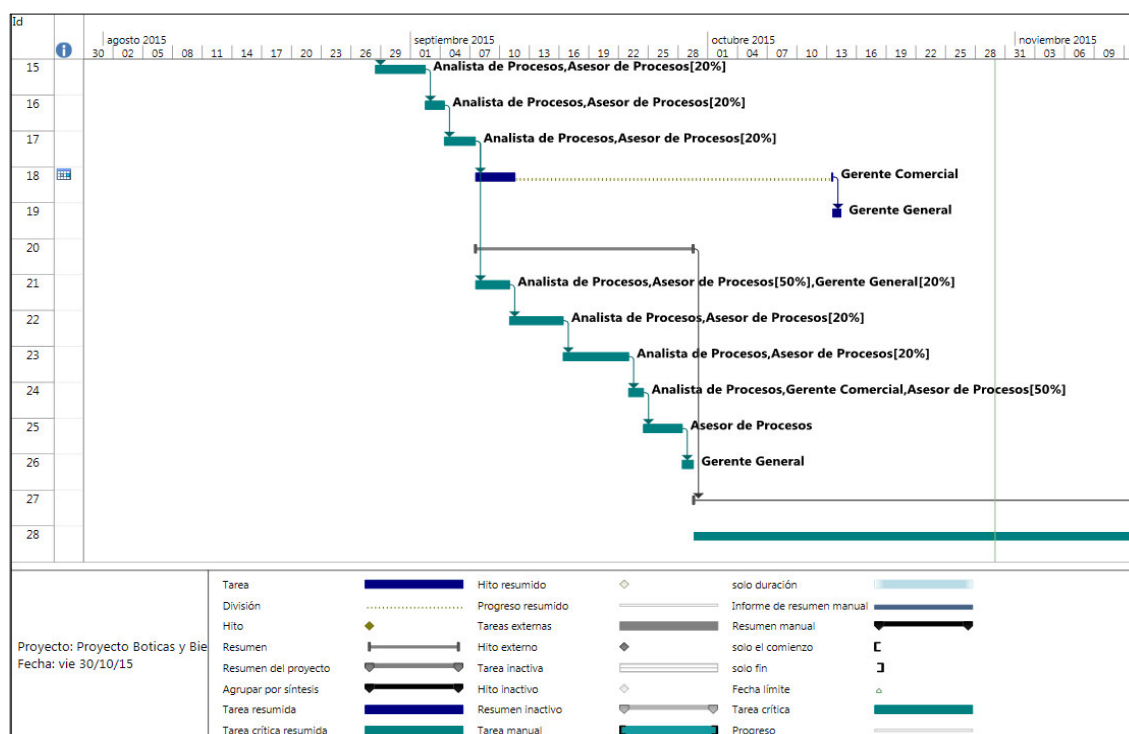 Id
agosto 2015 septiembre 2015 octubre 2015 noviembre 2015
30 02 05 08 11 14 17 20 23 26 29 01 04 07 10 13 16 19 22 25 28 01 04 07 10 13 16 19 22 25 28 31 03 06 09
15 Analista de Procesos,Asesor de Procesos[20%]
16 Analista de Procesos,Asesor de Procesos[20%]
17 Analista de Procesos,Asesor de Procesos[20%]
18 Gerente Comercial
19 Gerente General
20
21 Analista de Procesos,Asesor de Procesos[50%],Gerente General[20%]
22 Analista de Procesos,Asesor de Procesos[20%]
23 Analista de Procesos,Asesor de Procesos[20%]
24 Analista de Procesos,Gerente Comercial,Asesor de Procesos[50%]
25 Asesor de Procesos
26 Gerente General
27
28
Proyecto: Proyecto Boticas y Bie
Fecha: vie 30/10/15
Tarea
División
Hito
Resumen
Resumen del proyecto
Agrupar por síntesis
Tarea resumida
Tarea crítica resumida
Hito resumido
Progreso resumido
Tareas externas
Hito externo
Tarea inactiva
Hito inactivo
Resumen inactivo
Tarea manual
solo duración
Informe de resumen manual
Resumen manual
solo el comienzo
solo fin
Fecha límite
Tarea crítica
Progreso